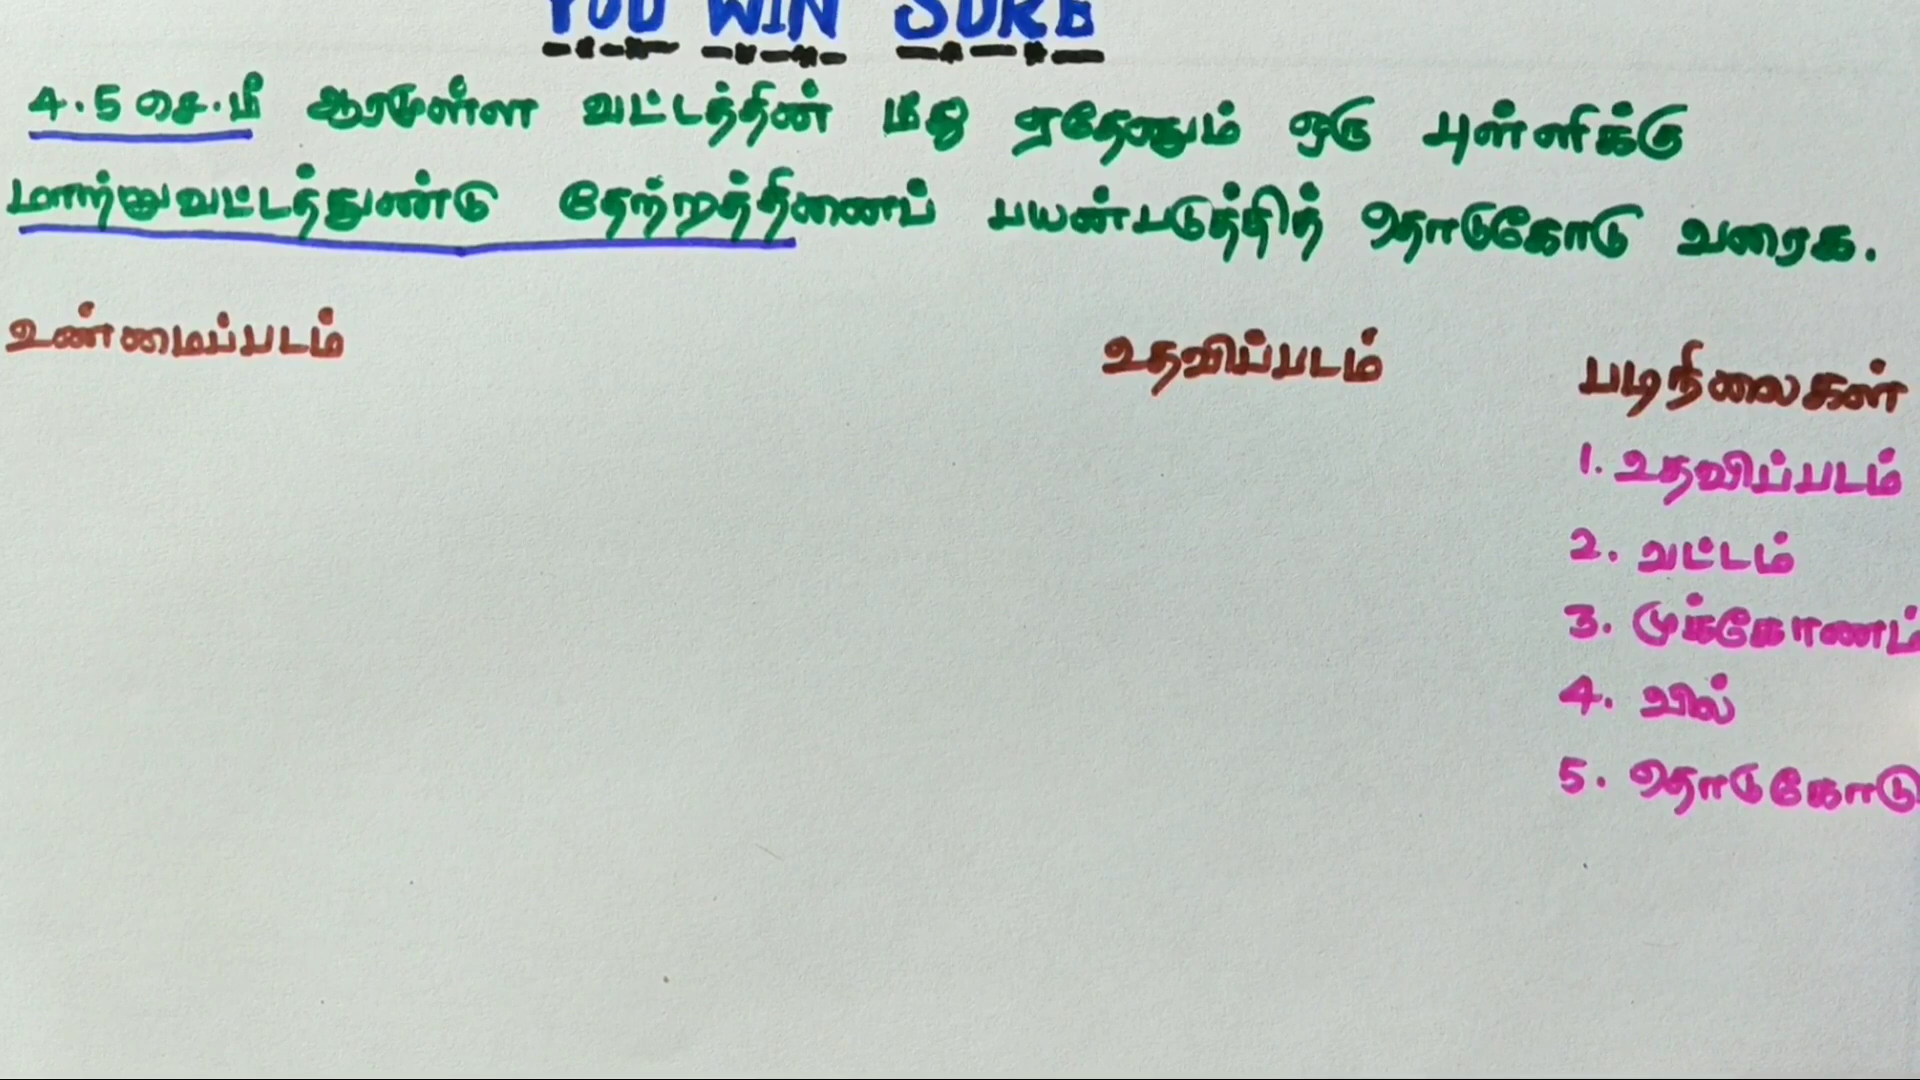 YOU WIN SURE
4.5 செ.மீ ஆரமுள்ள வட்டத்தின் மீது ஏதேனும் ஒரு புள்ளிக்கு
மாற்றுவட்டத்துண்டு தேற்றத்தினைப் பயன்படுத்தித் தொடுகோடு வரைக.
உண்மைப்படம்
உதவிப்படம்
படிநிலைகள்
1. உதவிப்படம்
2. வட்டம்
3. முக்கோணம்
4. வில்
5. தொடுகோடு